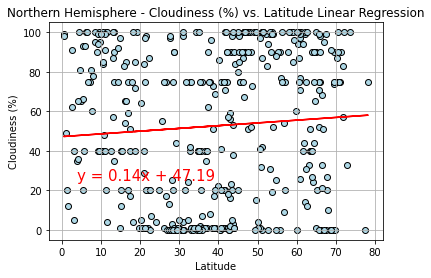 Northern Hemisphere - Cloudiness (%) vs. Latitude Linear Regression
100
80
60
40
20
0
Cloudiness (%)
y = 0.14x + 47.19
0 10 20 30 40 50 60 70 80
Latitude